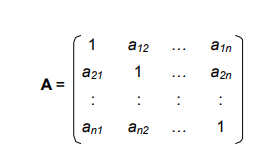 1 a12 … a1n
A = a21 1 … a2n
: : : :
an1 an2 … 1